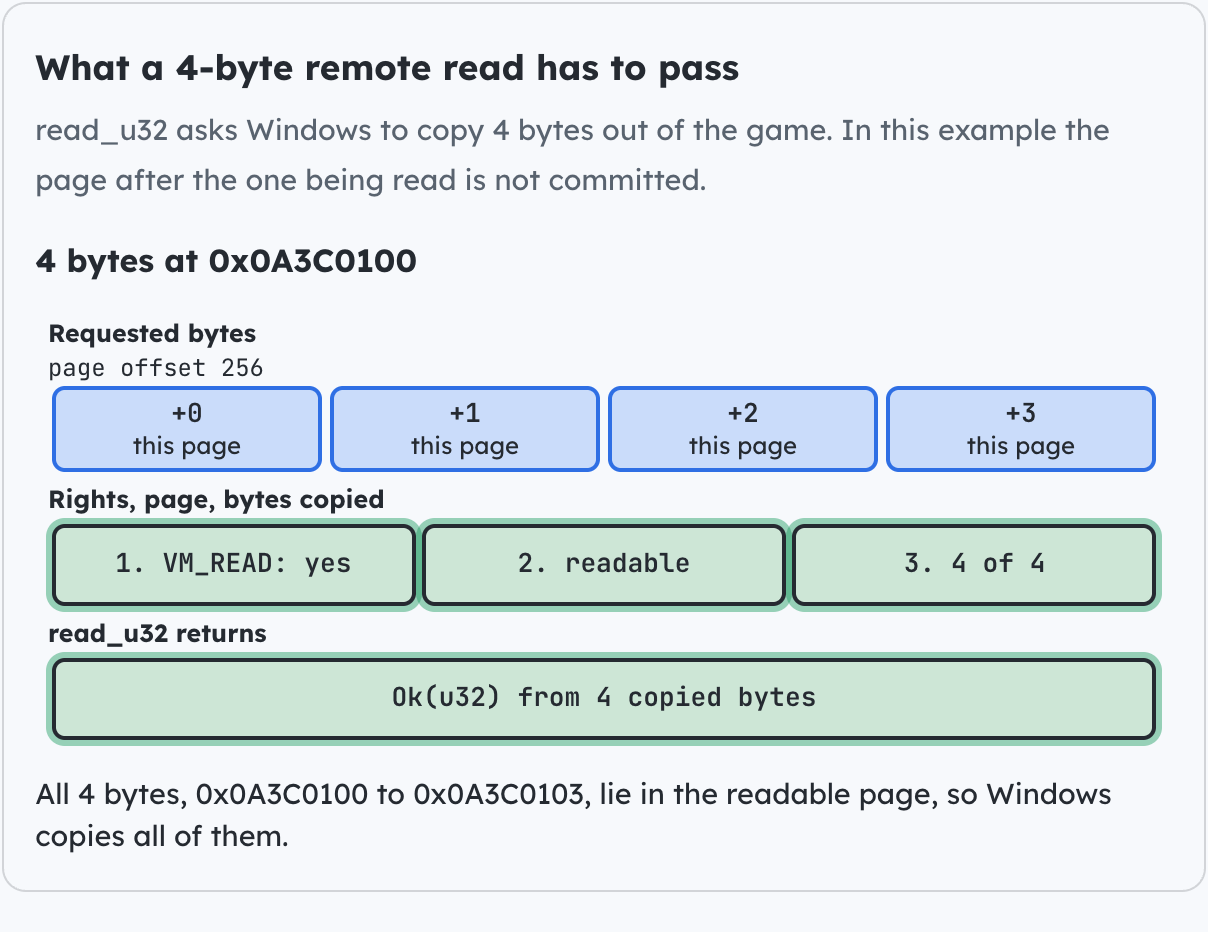 What a 4-byte remote read has to pass
read_u32 asks Windows to copy 4 bytes out of the game. In this example the
page after the one being read is not committed.
4 bytes at 0x0A3C0100
Requested bytes
page offset 256
+0
this page
+1
this page
+2
this page
+3
this page
Rights, page, bytes copied
1. VM_READ: yes
2. readable
3. 4 of 4
read_u32 returns
Ok(u32) from 4 copied bytes
All 4 bytes, 0x0A3C0100 to 0x0A3C0103, lie in the readable page, so Windows
copies all of them.